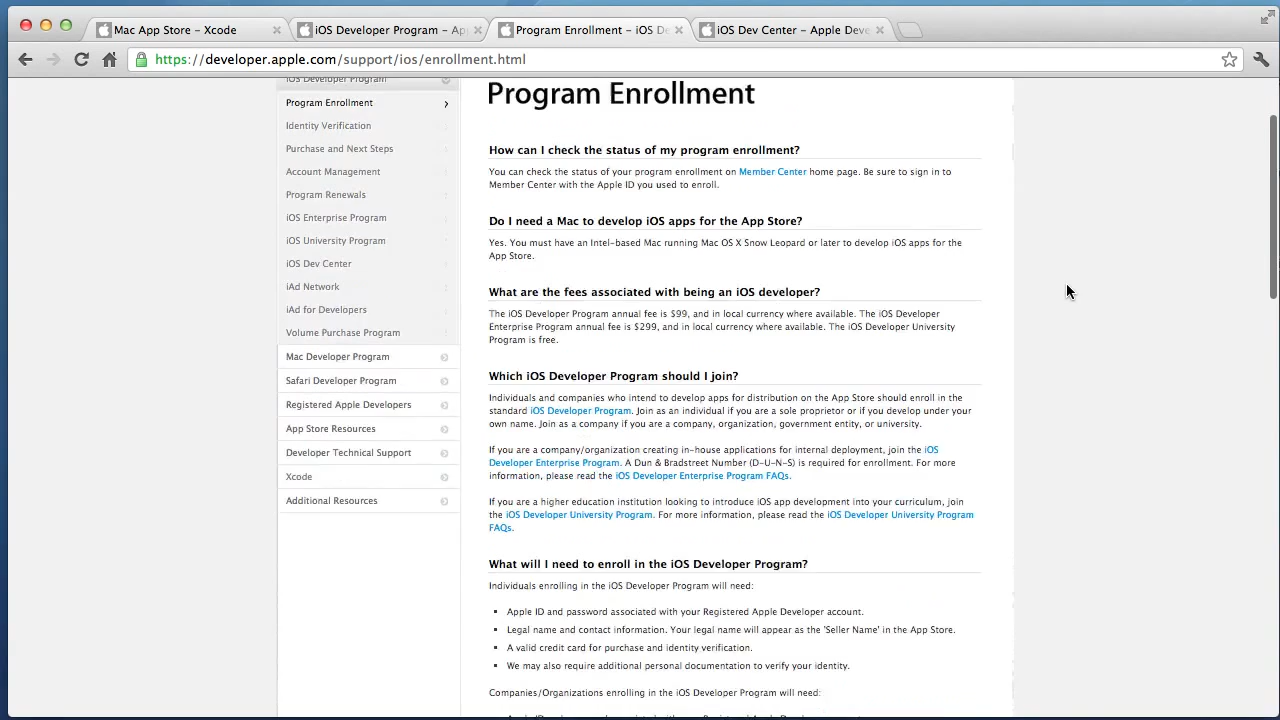 Mac App Store – Xcode
iOS Developer Program – Ap
Program Enrollment – iOS D
iOS Dev Center – Apple Deve
https://developer.apple.com/support/ios/enrollment.html
iOS Developer Program
Program Enrollment
Identity Verification
Purchase and Next Steps
Account Management
Program Renewals
iOS Enterprise Program
iOS University Program
iOS Dev Center
iAd Network
iAd for Developers
Volume Purchase Program
Mac Developer Program
Safari Developer Program
Registered Apple Developers
App Store Resources
Developer Technical Support
Xcode
Additional Resources
Program Enrollment
How can I check the status of my program enrollment?
You can check the status of your program enrollment on Member Center home page. Be sure to sign in to
Member Center with the Apple ID you used to enroll.
Do I need a Mac to develop iOS apps for the App Store?
Yes. You must have an Intel-based Mac running Mac OS X Snow Leopard or later to develop iOS apps for the
App Store.
What are the fees associated with being an iOS developer?
The iOS Developer Program annual fee is $99, and in local currency where available. The iOS Developer
Enterprise Program annual fee is $299, and in local currency where available. The iOS Developer University
Program is free.
Which iOS Developer Program should I join?
Individuals and companies who intend to develop apps for distribution on the App Store should enroll in the
standard iOS Developer Program. Join as an individual if you are a sole proprietor or if you develop under your
own name. Join as a company if you are a company, organization, government entity, or university.
If you are a company/organization creating in-house applications for internal deployment, join the iOS
Developer Enterprise Program. A Dun & Bradstreet Number (D-U-N-S) is required for enrollment. For more
information, please read the iOS Developer Enterprise Program FAQs.
If you are a higher education institution looking to introduce iOS app development into your curriculum, join
the iOS Developer University Program. For more information, please read the iOS Developer University Program
FAQs.
What will I need to enroll in the iOS Developer Program?
Individuals enrolling in the iOS Developer Program will need:
▪ Apple ID and password associated with your Registered Apple Developer account.
▪ Legal name and contact information. Your legal name will appear as the 'Seller Name' in the App Store.
▪ A valid credit card for purchase and identity verification.
▪ We may also require additional personal documentation to verify your identity.
Companies/Organizations enrolling in the iOS Developer Program will need: